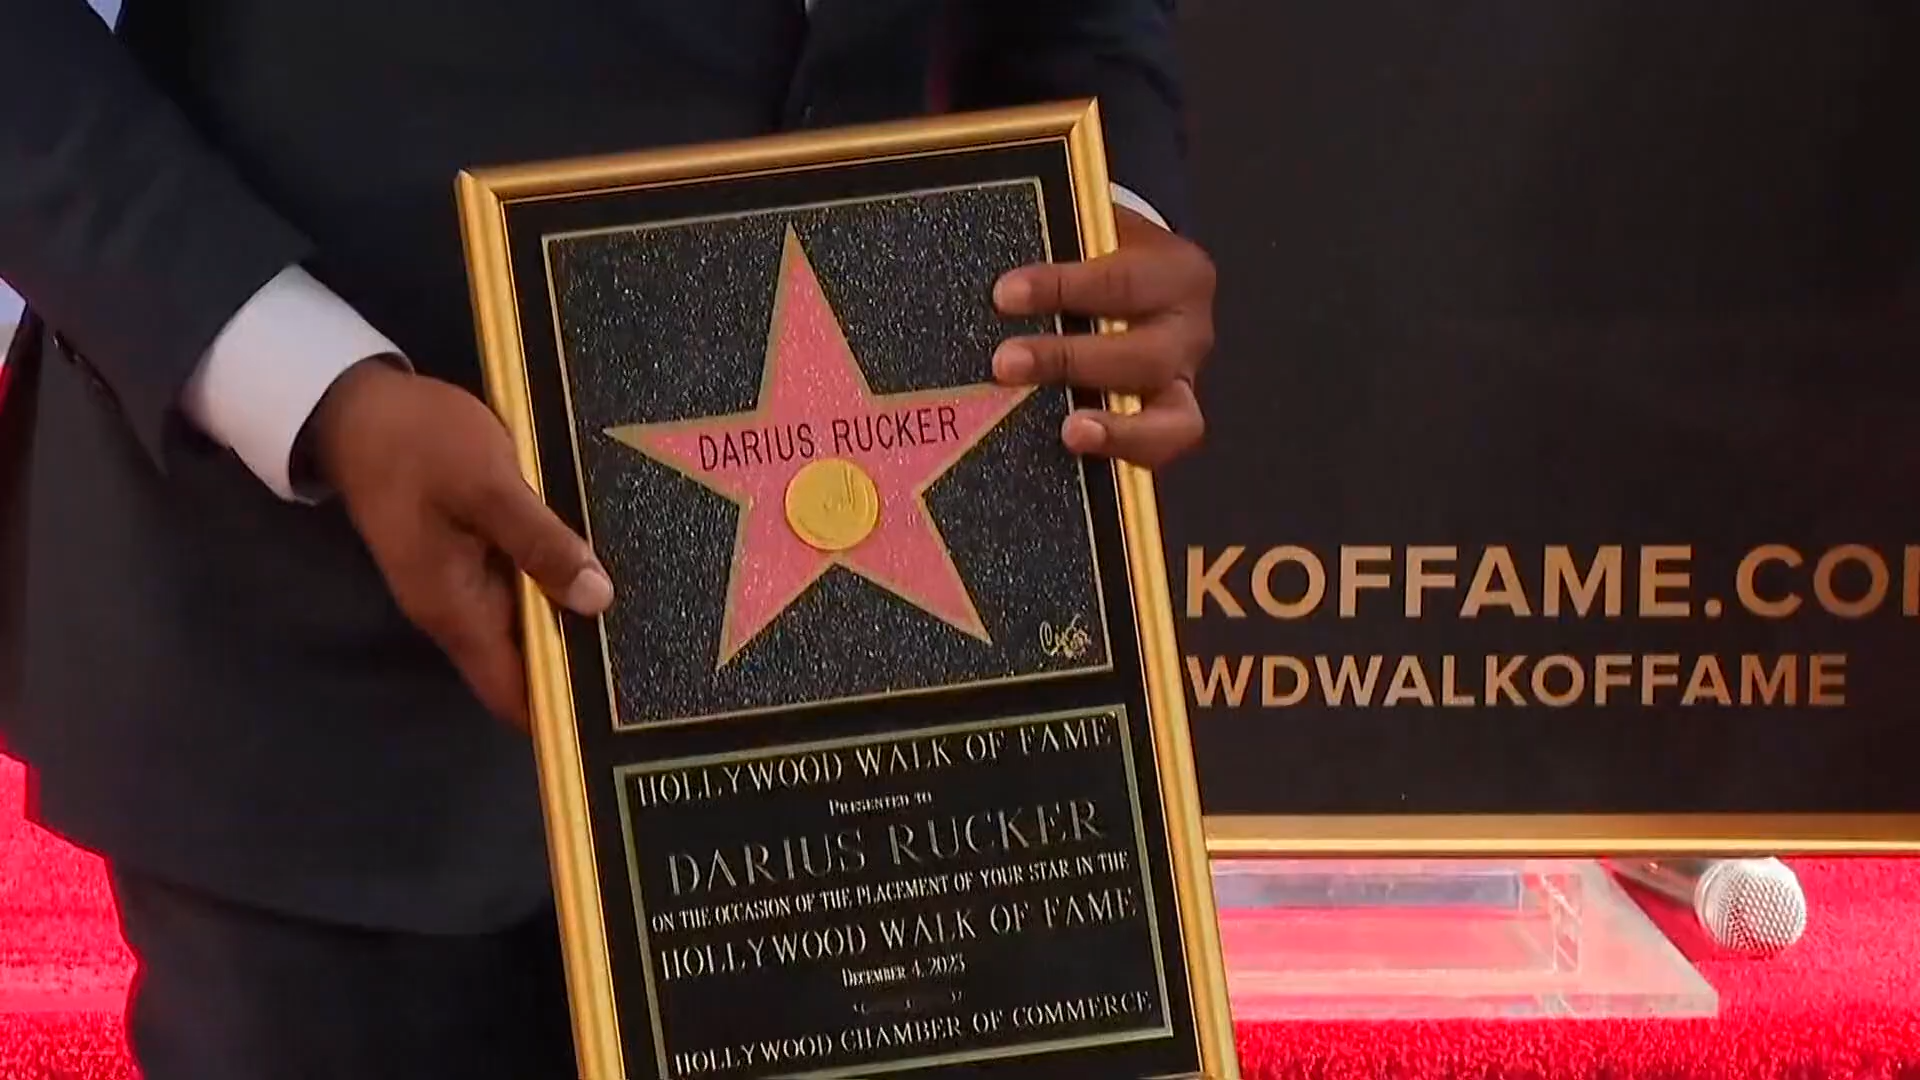 DARIUS RUCKER
HOLLYWOOD WALK OF FAME
PRESENTED TO
DARIUS RUCKER
ON THE OCCASION OF THE PLACEMENT OF YOUR STAR IN THE
HOLLYWOOD WALK OF FAME
DECEMBER 4, 2023
HOLLYWOOD CHAMBER OF COMMERCE
KOFFAME.CO
WDWALKOFFAME